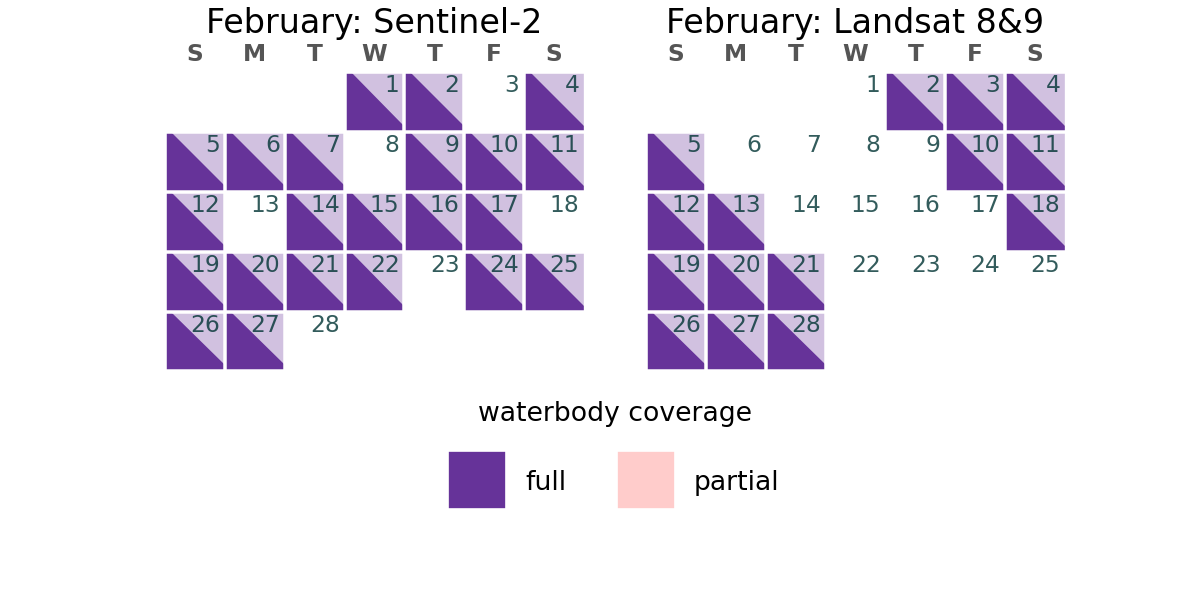 February: Sentinel-2
S M T W T F S
1 2 3 4
5 6 7 8 9 10 11
12 13 14 15 16 17 18
19 20 21 22 23 24 25
26 27 28
February: Landsat 8&9
S M T W T F S
1 2 3 4
5 6 7 8 9 10 11
12 13 14 15 16 17 18
19 20 21 22 23 24 25
26 27 28
waterbody coverage
full partial